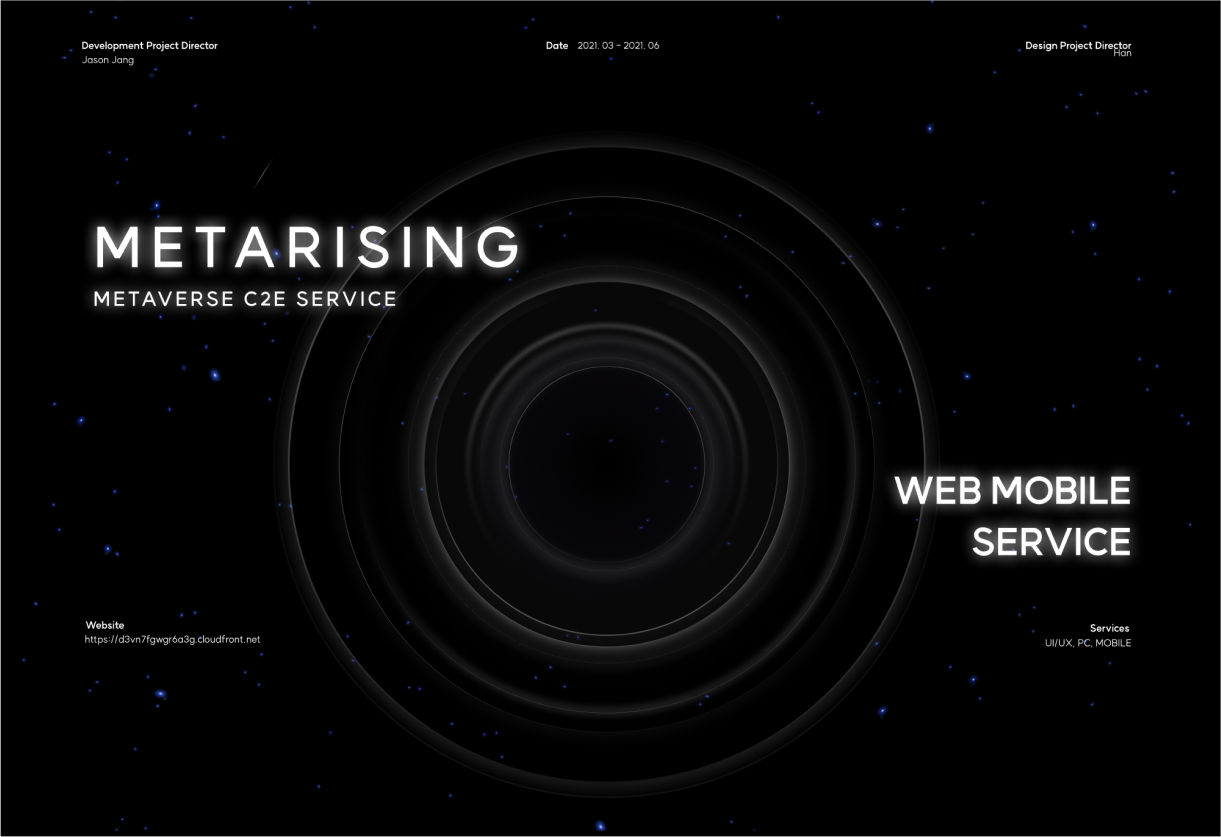 Development Project Director
Jason Jang
Date 2021. 03 - 2021. 06
Design Project Director
Han
METARISING
METAVERSE C2E SERVICE
WEB MOBILE
SERVICE
Website
https://d3vn7fgwgr6a3g.cloudfront.net
Services
UI/UX, PC, MOBILE